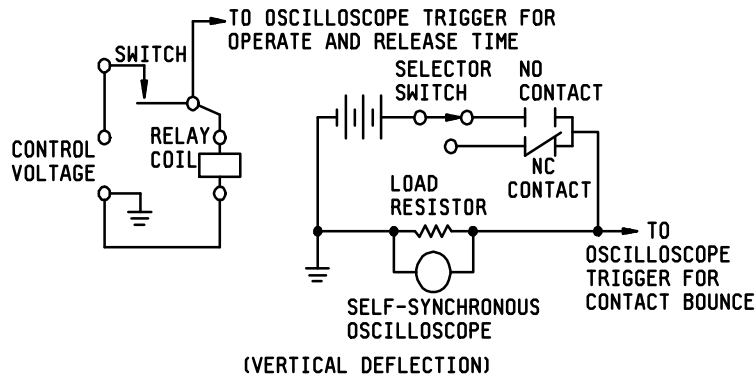 TO OSCILLOSCOPE TRIGGER FOR
OPERATE AND RELEASE TIME
SWITCH
SELECTOR
SWITCH
NO
CONTACT
CONTROL
VOLTAGE
RELAY
COIL
NC
CONTACT
LOAD
RESISTOR
TO
OSCILLOSCOPE
TRIGGER FOR
CONTACT BOUNCE
SELF-SYNCHRONOUS
OSCILLOSCOPE
(VERTICAL DEFLECTION)